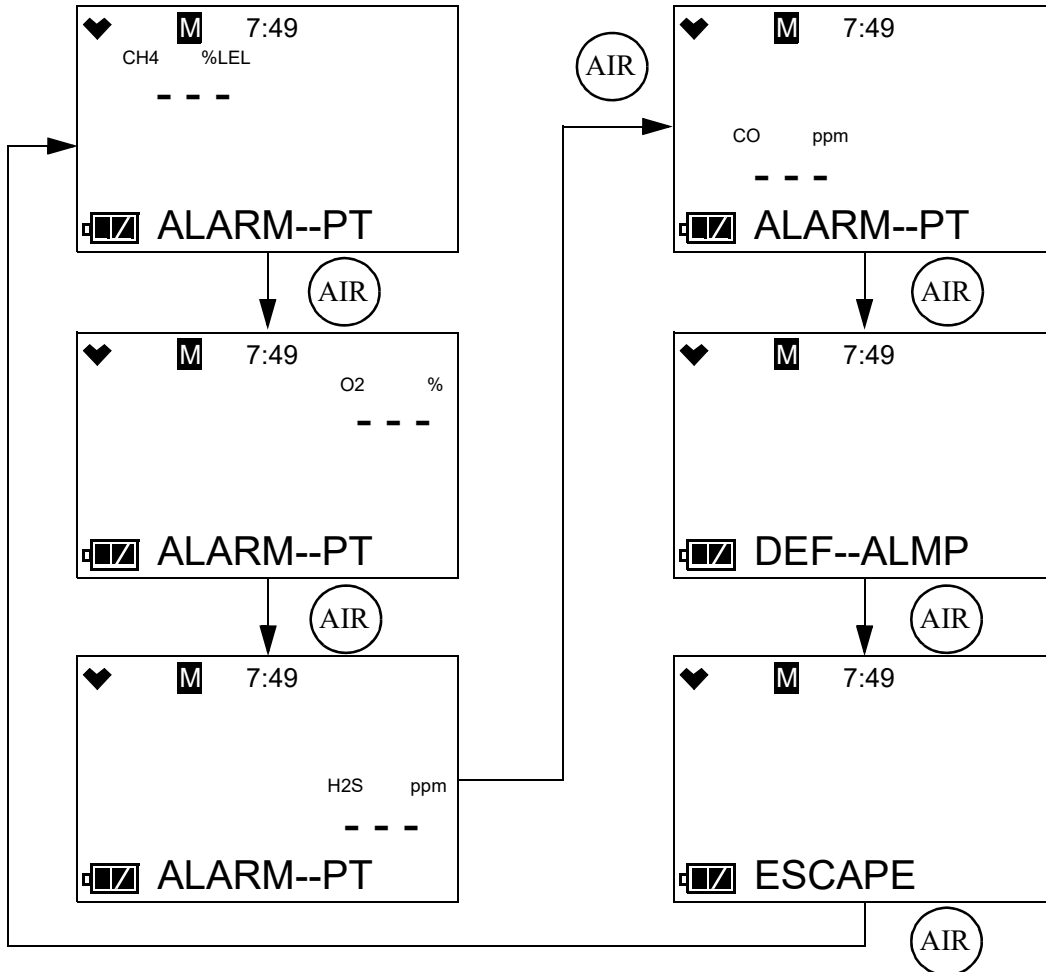 M 7:49
CH4 %LEL
- - -
ALARM--PT
AIR
M 7:49
O2 %
- - -
ALARM--PT
AIR
M 7:49
H2S ppm
- - -
ALARM--PT
AIR
M 7:49
CO ppm
- - -
ALARM--PT
AIR
M 7:49
DEF--ALMP
AIR
M 7:49
ESCAPE
AIR